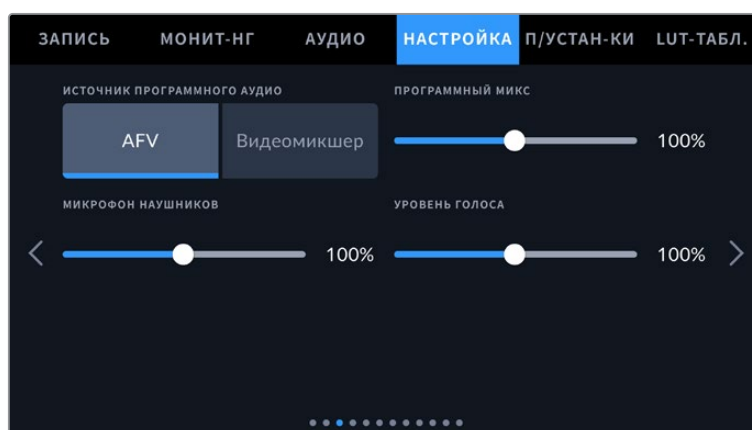 ЗАПИСЬ МОНИТ-НГ АУДИО НАСТРОЙКА П/УСТАН-КИ LUT-ТАБЛ.
ИСТОЧНИК ПРОГРАММНОГО АУДИО ПРОГРАММНЫЙ МИКС
AFV Видеомикшер 100%
МИКРОФОН НАУШНИКОВ УРОВЕНЬ ГОЛОСА
100% 100%